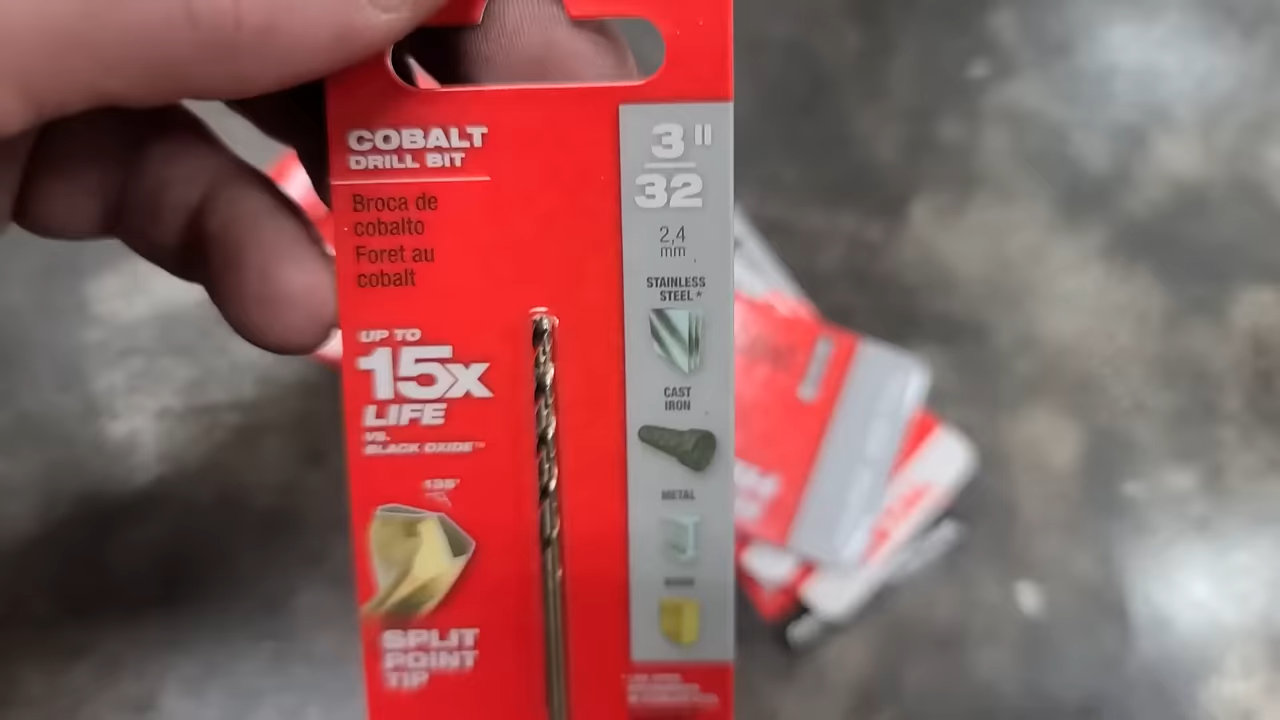 COBALT
DRILL BIT
Broca de
cobalto
Foret au
cobalt
UP TO
15x
LIFE
VS.
BLACK OXIDE™
135°
SPLIT
POINT
TIP
3"
32
2,4
mm
STAINLESS
STEEL*
CAST
IRON
METAL